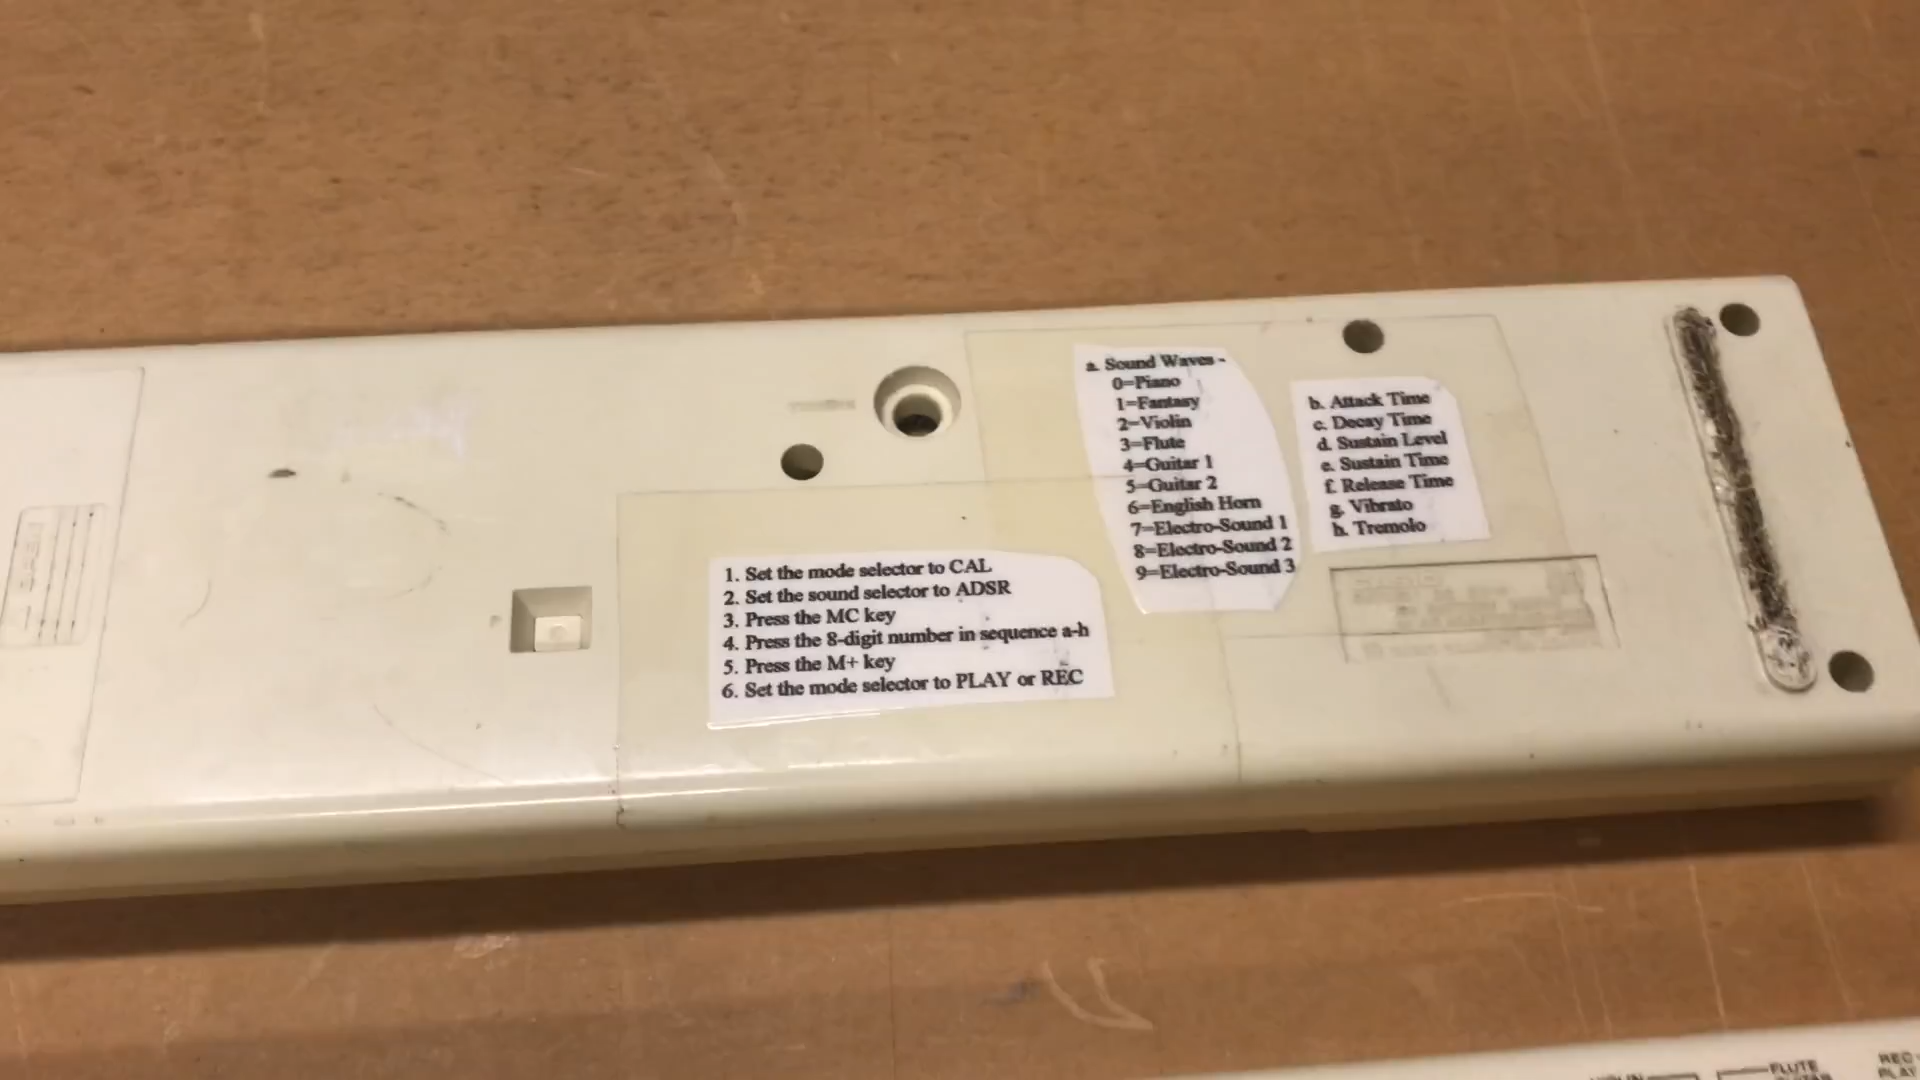 a. Sound Waves -
0=Piano
1=Fantasy
2=Violin
3=Flute
4=Guitar 1
5=Guitar 2
6=English Horn
7=Electro-Sound 1
8=Electro-Sound 2
9=Electro-Sound 3
b. Attack Time
c. Decay Time
d. Sustain Level
e. Sustain Time
f. Release Time
g. Vibrato
h. Tremolo
1. Set the mode selector to CAL
2. Set the sound selector to ADSR
3. Press the MC key
4. Press the 8-digit number in sequence a-h
5. Press the M+ key
6. Set the mode selector to PLAY or REC
FLUTE
REC
PLAY